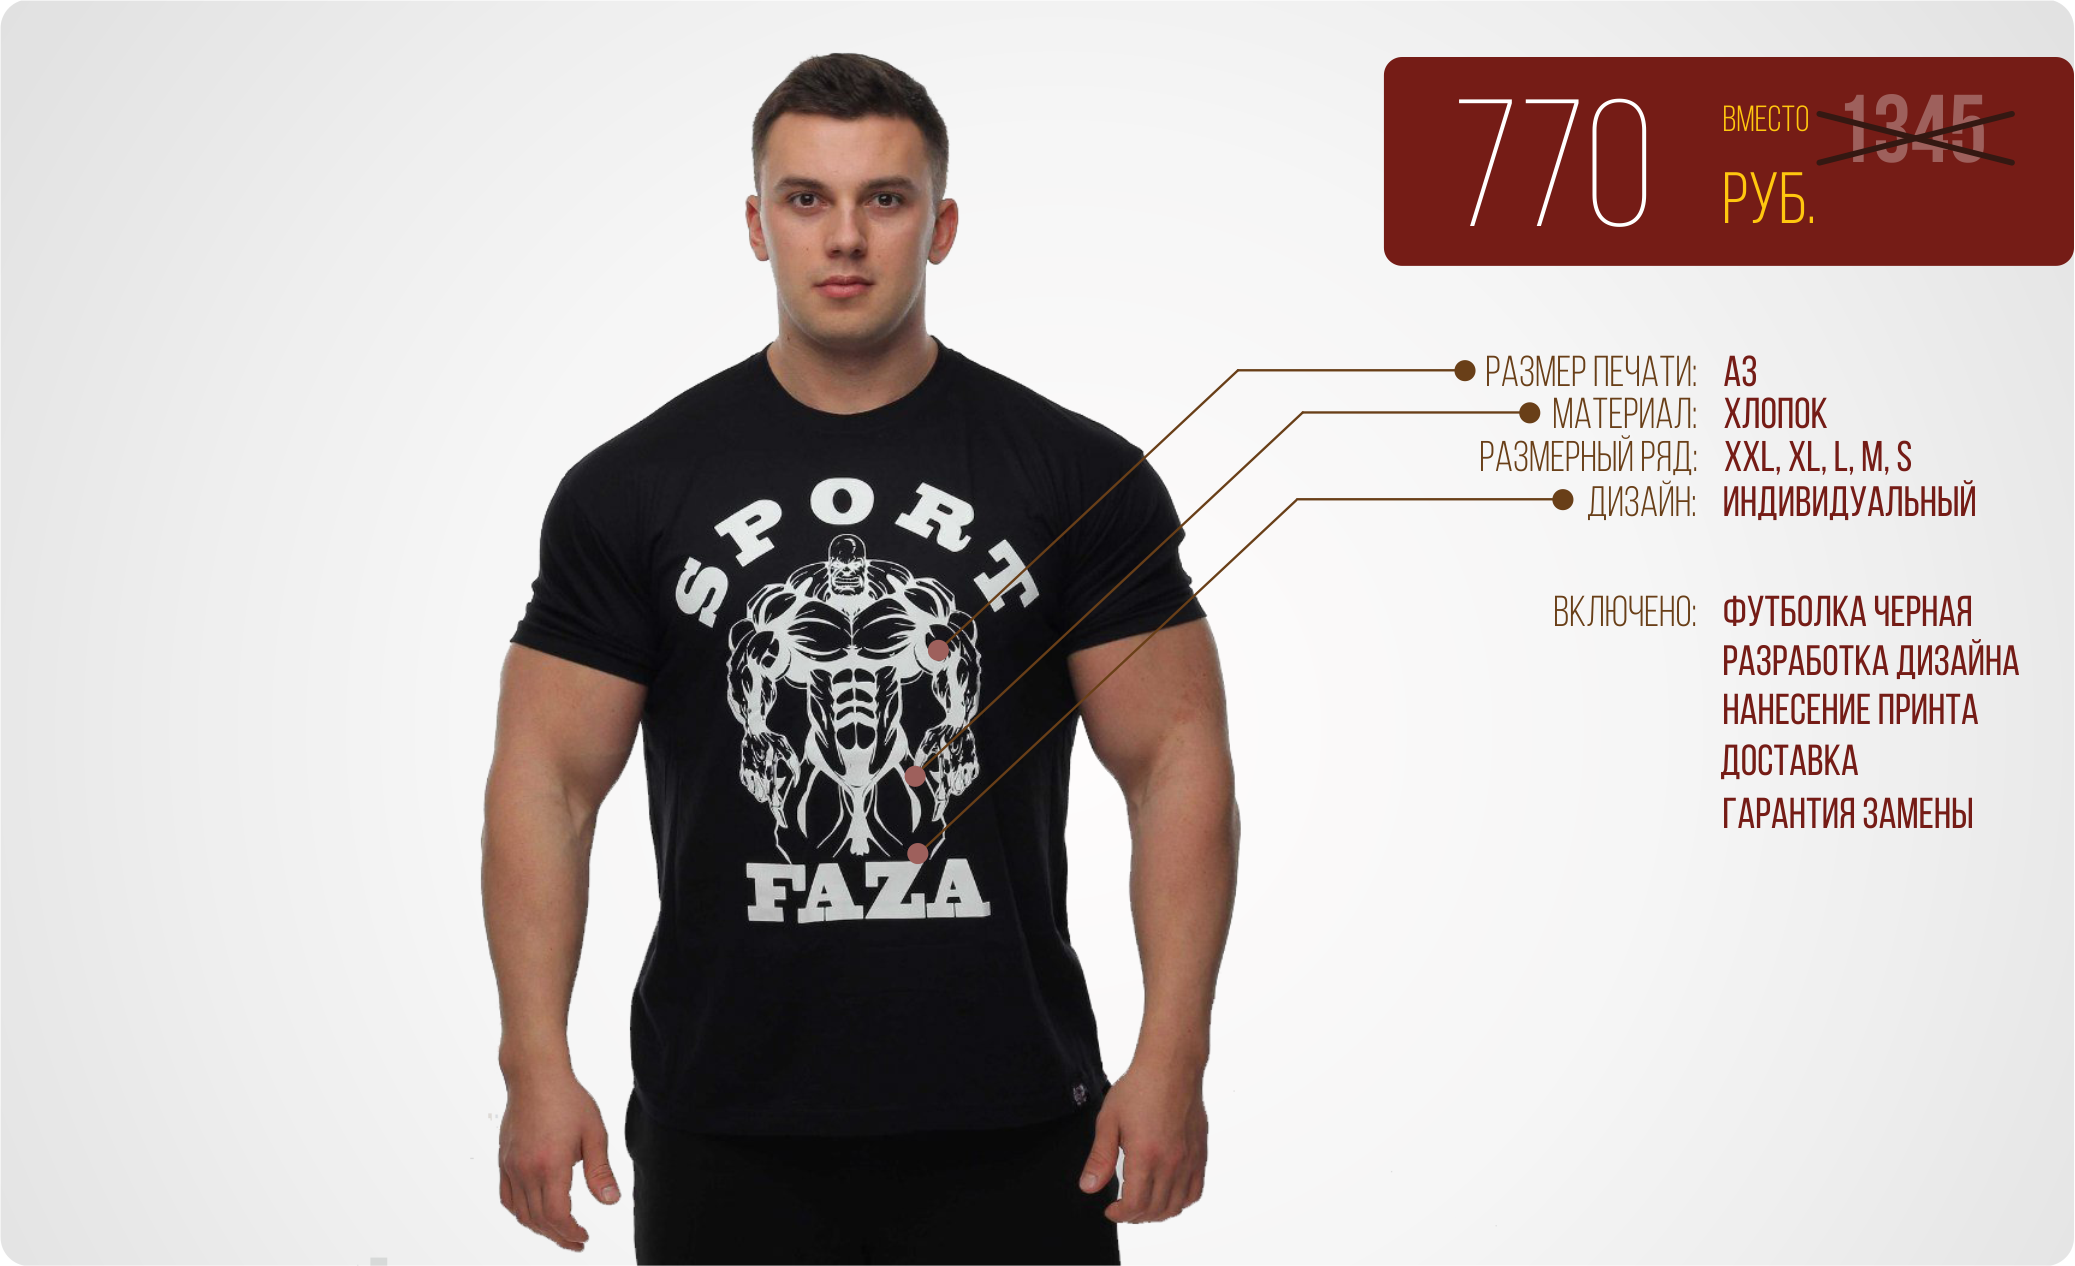 SPORT
FAZA
770
ВМЕСТО 1345
РУБ.
РАЗМЕР ПЕЧАТИ: А3
МАТЕРИАЛ: ХЛОПОК
РАЗМЕРНЫЙ РЯД: XXL, XL, L, M, S
ДИЗАЙН: ИНДИВИДУАЛЬНЫЙ
ВКЛЮЧЕНО: ФУТБОЛКА ЧЕРНАЯ
РАЗРАБОТКА ДИЗАЙНА
НАНЕСЕНИЕ ПРИНТА
ДОСТАВКА
ГАРАНТИЯ ЗАМЕНЫ